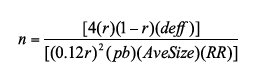 n = [4(r)(1 − r)(deff)] / [(0.12r)² (pb)(AveSize)(RR)]